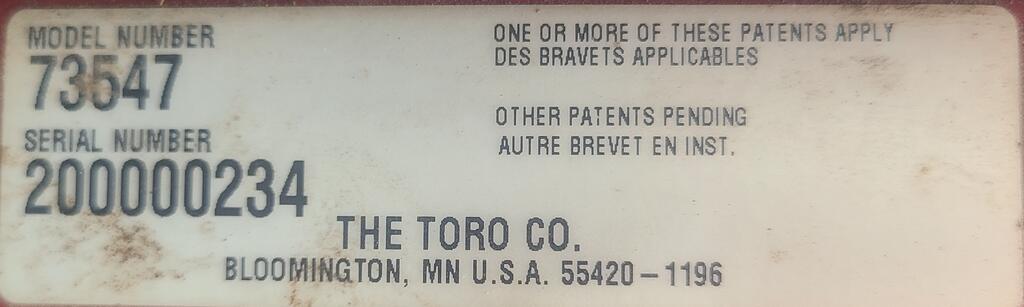 MODEL NUMBER
73547
SERIAL NUMBER
200000234
ONE OR MORE OF THESE PATENTS APPLY
DES BRAVETS APPLICABLES
OTHER PATENTS PENDING
AUTRE BREVET EN INST.
THE TORO CO.
BLOOMINGTON, MN U.S.A. 55420-1196